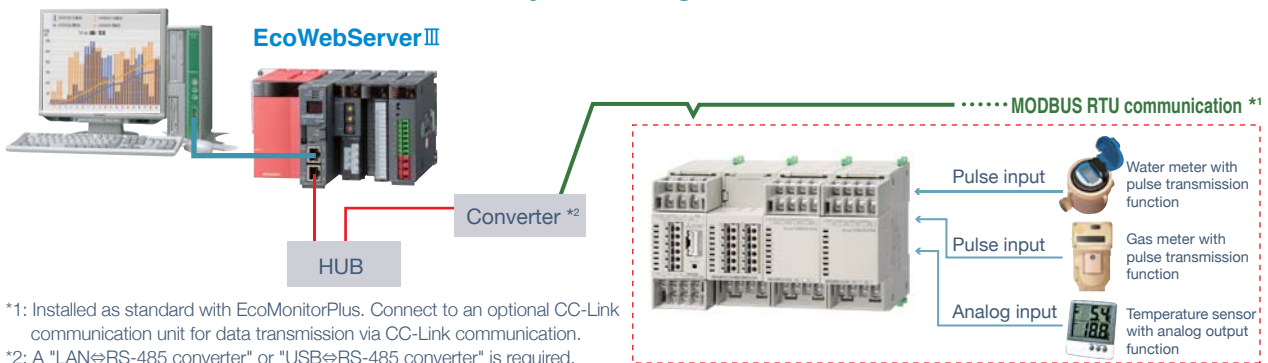 EcoWebServerⅢ
······MODBUS RTU communication *1
Pulse input
Water meter with
pulse transmission
function
Converter *2
Pulse input
Gas meter with
pulse transmission
function
HUB
Analog input
Temperature sensor
with analog output
function
*1: Installed as standard with EcoMonitorPlus. Connect to an optional CC-Link
communication unit for data transmission via CC-Link communication.
*2: A "LAN⇔RS-485 converter" or "USB⇔RS-485 converter" is required.